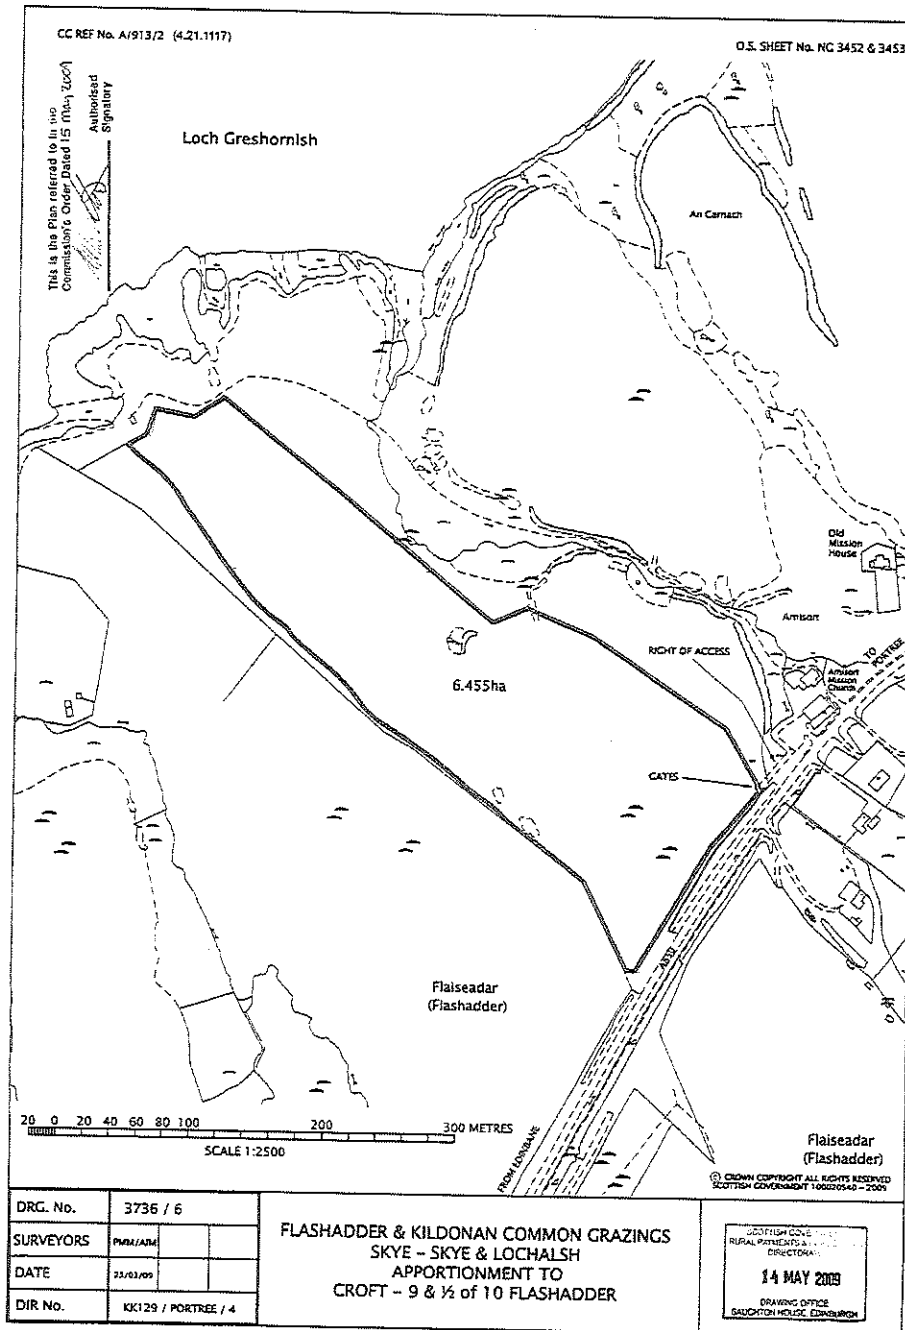 CC REF No. A/913/2 (4.21.1117)
O.S. SHEET No. NG 3452 & 3453
This is the Plan referred to in the
Commission's Order Dated 15 May 2009
Authorised
Signatory
Loch Greshornish
An Carnach
Old
Mission
House
Arnisort
RIGHT OF ACCESS
TO PORTREE
Arnisort
Mission
Church
6.455ha
GATES
A850
Flaiseadar
(Flashadder)
20 0 20 40 60 80 100 200 300 METRES
SCALE 1:2500
FROM EDINBANE
Flaiseadar
(Flashadder)
© CROWN COPYRIGHT ALL RIGHTS RESERVED
SCOTTISH GOVERNMENT 100020540 – 2009
DRG. No. 3736 / 6
SURVEYORS PMM/AJM
DATE
DIR No. KK129 / PORTREE / 4
FLASHADDER & KILDONAN COMMON GRAZINGS
SKYE – SKYE & LOCHALSH
APPORTIONMENT TO
CROFT – 9 & ½ of 10 FLASHADDER
RURAL PAYMENTS &
DIRECTORATE
14 MAY 2009
DRAWING OFFICE
SAUGHTON HOUSE, EDINBURGH